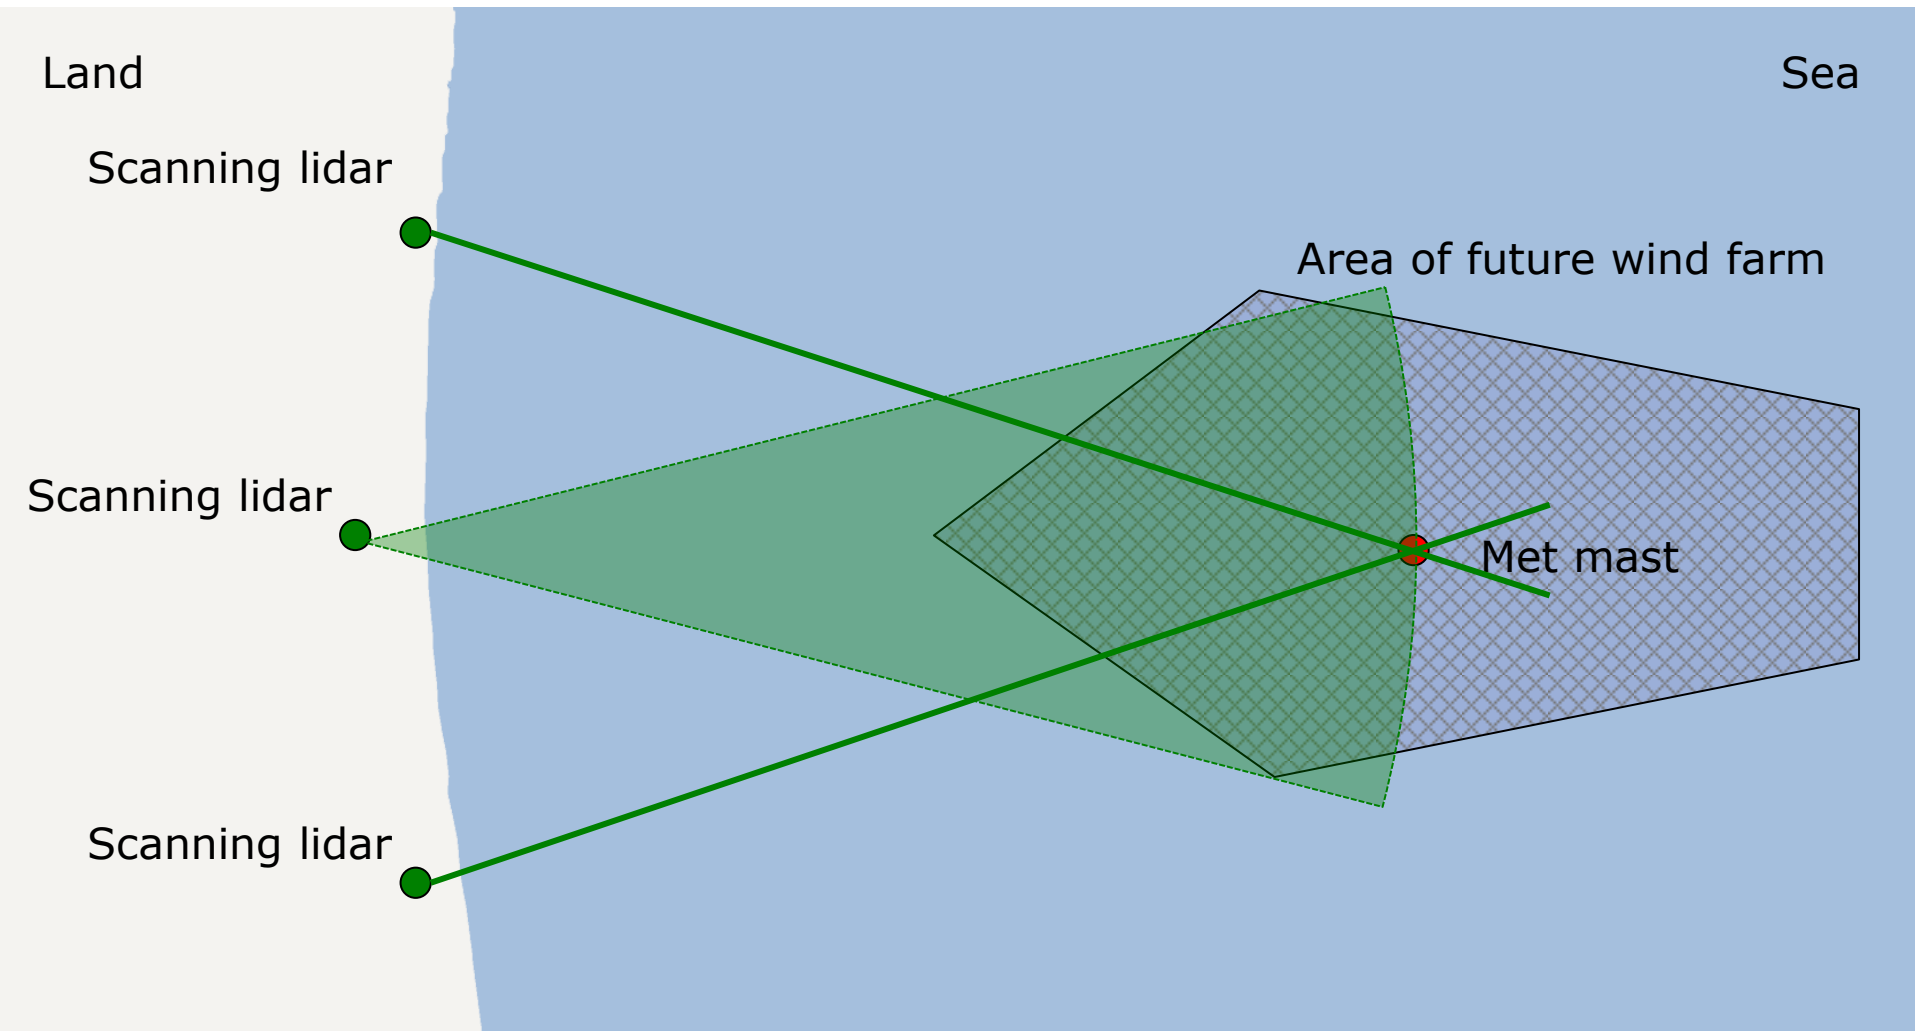 Land
Sea
Scanning lidar
Area of future wind farm
Scanning lidar
Met mast
Scanning lidar